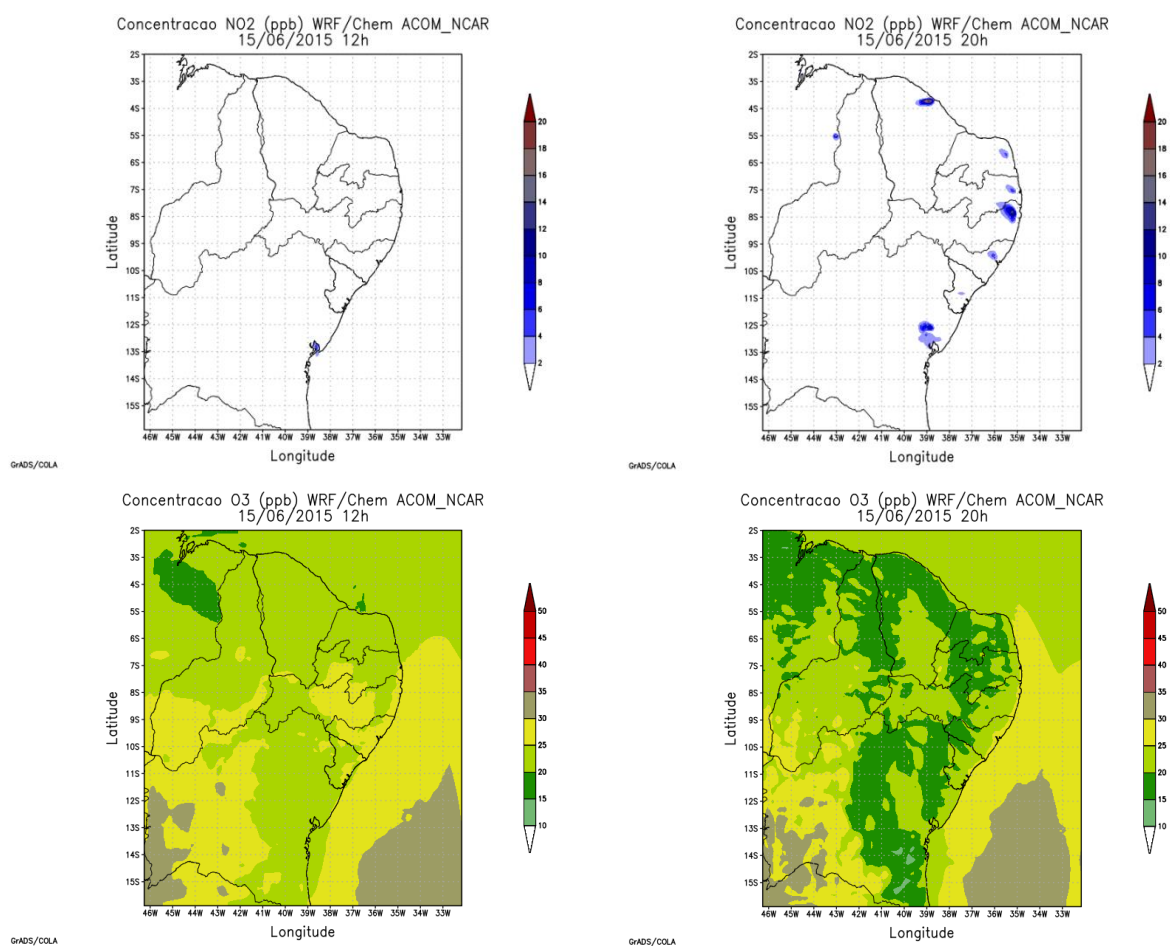 Concentracao NO2 (ppb) WRF/Chem ACOM_NCAR
15/06/2015 12h
2S
3S
4S
5S
6S
7S
8S
9S
10S
11S
12S
13S
14S
15S
Latitude
46W 45W 44W 43W 42W 41W 40W 39W 38W 37W 36W 35W 34W 33W
Longitude
20
18
16
14
12
10
8
6
4
2
GrADS/COLA
Concentracao NO2 (ppb) WRF/Chem ACOM_NCAR
15/06/2015 20h
2S
3S
4S
5S
6S
7S
8S
9S
10S
11S
12S
13S
14S
15S
Latitude
46W 45W 44W 43W 42W 41W 40W 39W 38W 37W 36W 35W 34W 33W
Longitude
20
18
16
14
12
10
8
6
4
2
GrADS/COLA
Concentracao O3 (ppb) WRF/Chem ACOM_NCAR
15/06/2015 12h
2S
3S
4S
5S
6S
7S
8S
9S
10S
11S
12S
13S
14S
15S
Latitude
46W 45W 44W 43W 42W 41W 40W 39W 38W 37W 36W 35W 34W 33W
Longitude
50
45
40
35
30
25
20
15
10
GrADS/COLA
Concentracao O3 (ppb) WRF/Chem ACOM_NCAR
15/06/2015 20h
2S
3S
4S
5S
6S
7S
8S
9S
10S
11S
12S
13S
14S
15S
Latitude
46W 45W 44W 43W 42W 41W 40W 39W 38W 37W 36W 35W 34W 33W
Longitude
50
45
40
35
30
25
20
15
10
GrADS/COLA